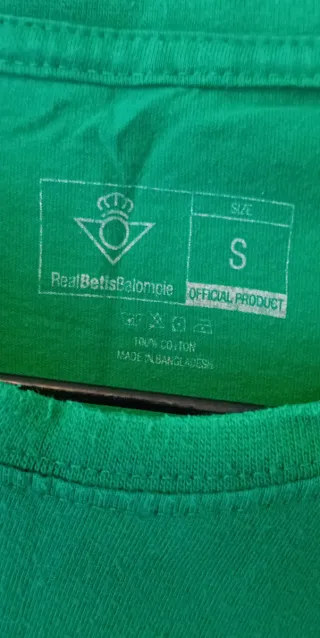 RealBetisBalompie
SIZE
S
OFFICIAL PRODUCT
100% COTTON
MADE IN BANGLADESH